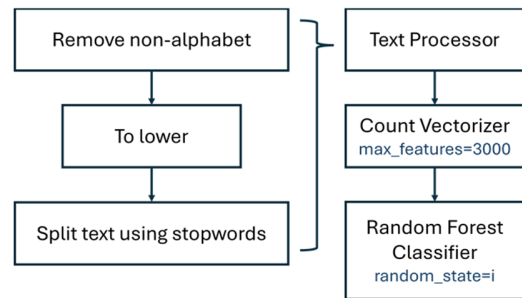 Remove non-alphabet
To lower
Split text using stopwords
Text Processor
Count Vectorizer
max_features=3000
Random Forest
Classifier
random_state=i